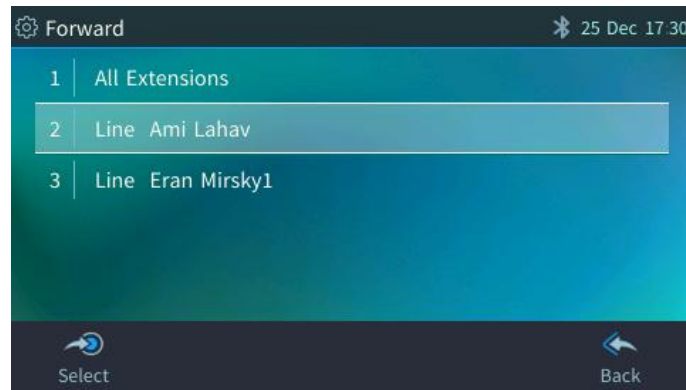 Forward 25 Dec 17:30
1 All Extensions
2 Line Ami Lahav
3 Line Eran Mirsky1
Select Back